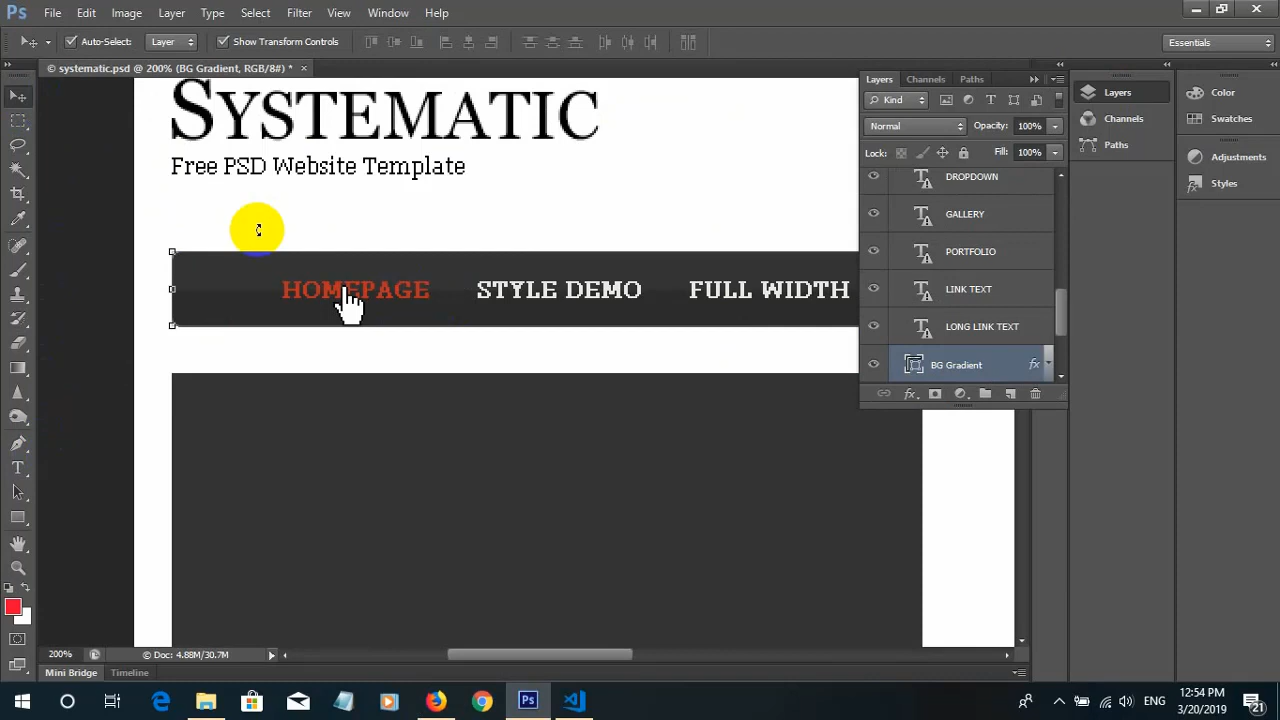 Ps File Edit Image Layer Type Select Filter View Window Help
Auto-Select: Layer Show Transform Controls Essentials
© systematic.psd @ 200% (BG Gradient, RGB/8#) * ×
SYSTEMATIC
Free PSD Website Template
HOMEPAGE STYLE DEMO FULL WIDTH
Layers Channels Paths
Kind
Normal Opacity: 100%
Lock: Fill: 100%
DROPDOWN
GALLERY
PORTFOLIO
LINK TEXT
LONG LINK TEXT
BG Gradient fx
Layers
Channels
Paths
Color
Swatches
Adjustments
Styles
200% © Doc: 4.88M/30.7M
Mini Bridge Timeline
Ps ENG 12:54 PM
3/20/2019 21